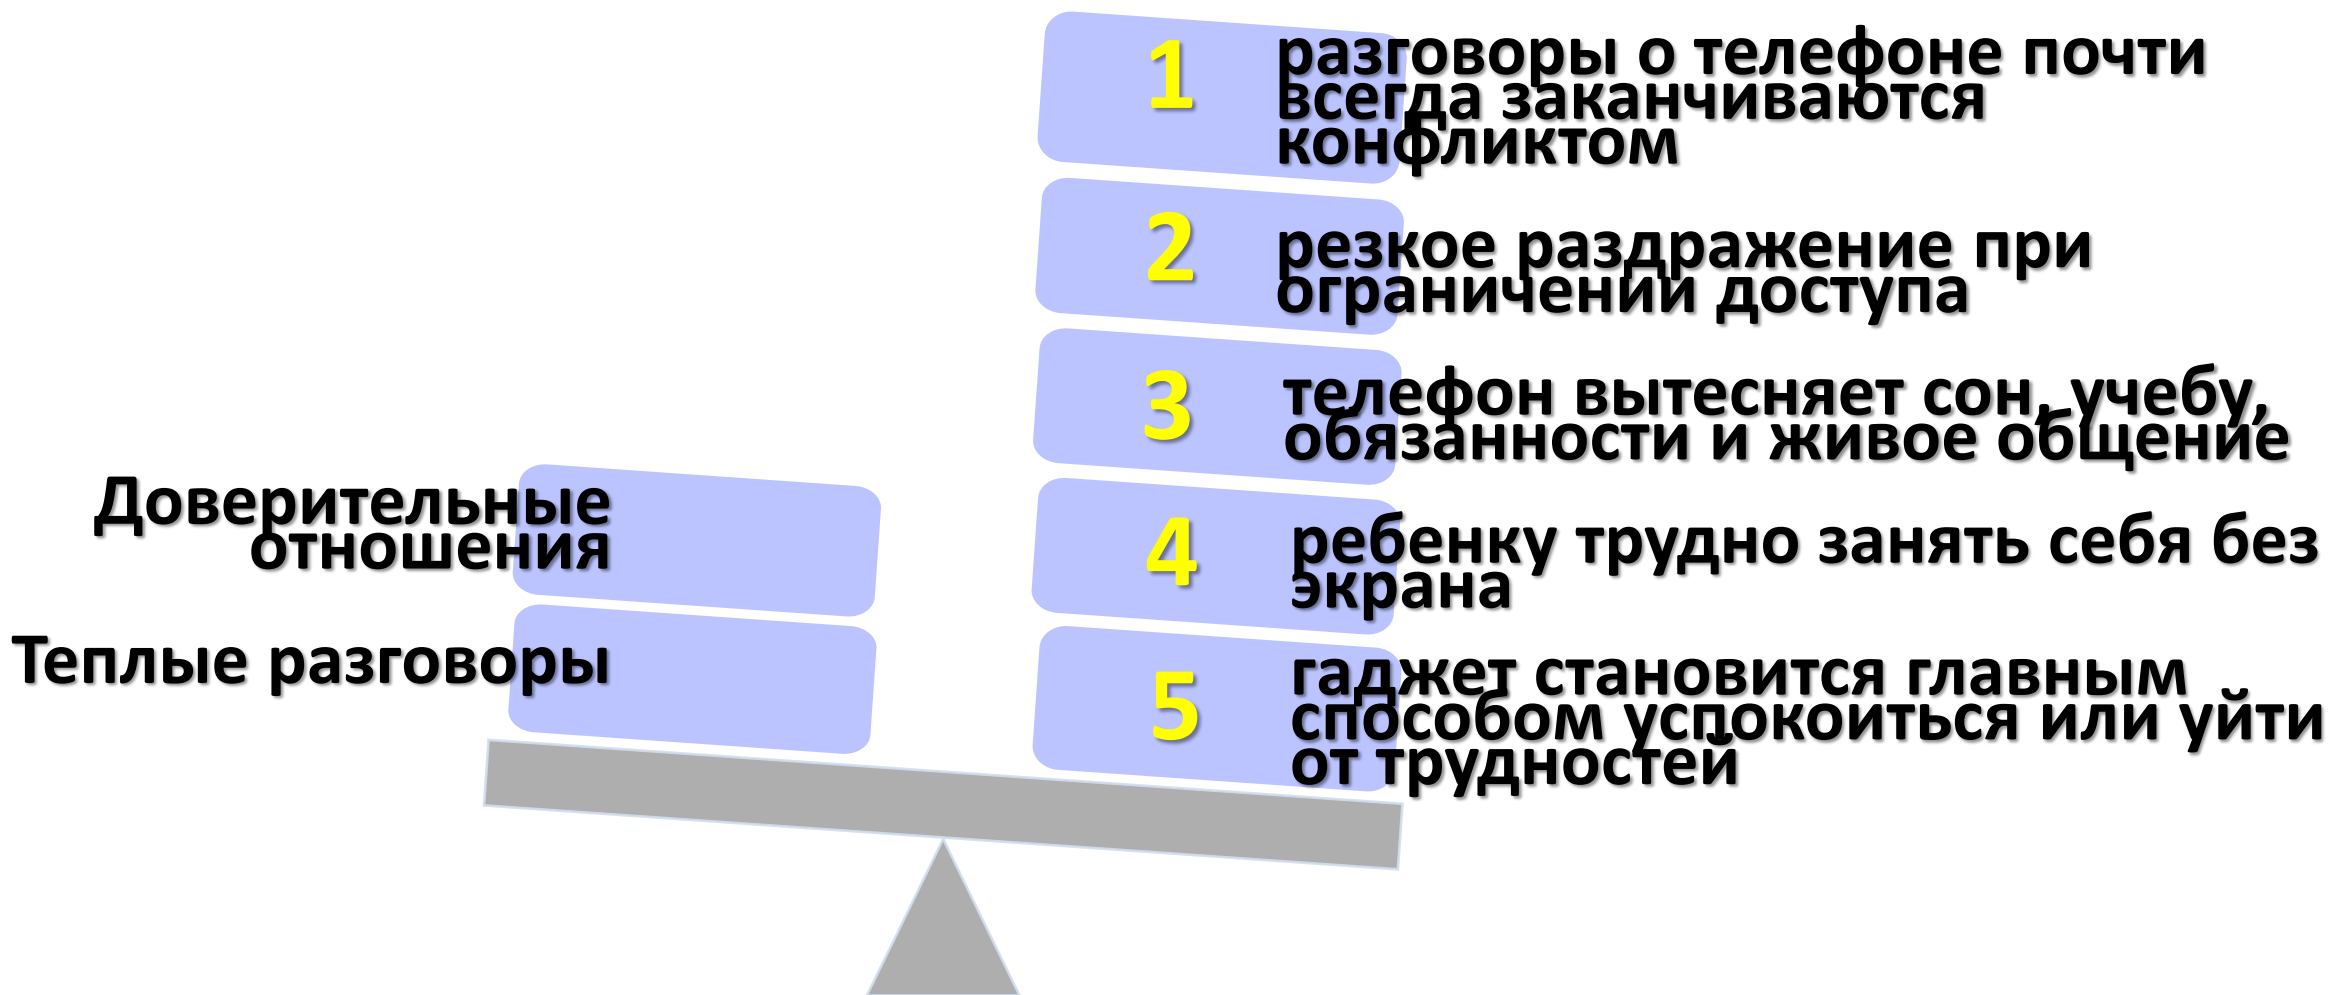 1
разговоры о телефоне почти
всегда заканчиваются
конфликтом
2
резкое раздражение при
ограничении доступа
3
телефон вытесняет сон, учебу,
обязанности и живое общение
Доверительные
отношения
4
ребенку трудно занять себя без
экрана
Теплые разговоры
5
гаджет становится главным
способом успокоиться или уйти
от трудностей